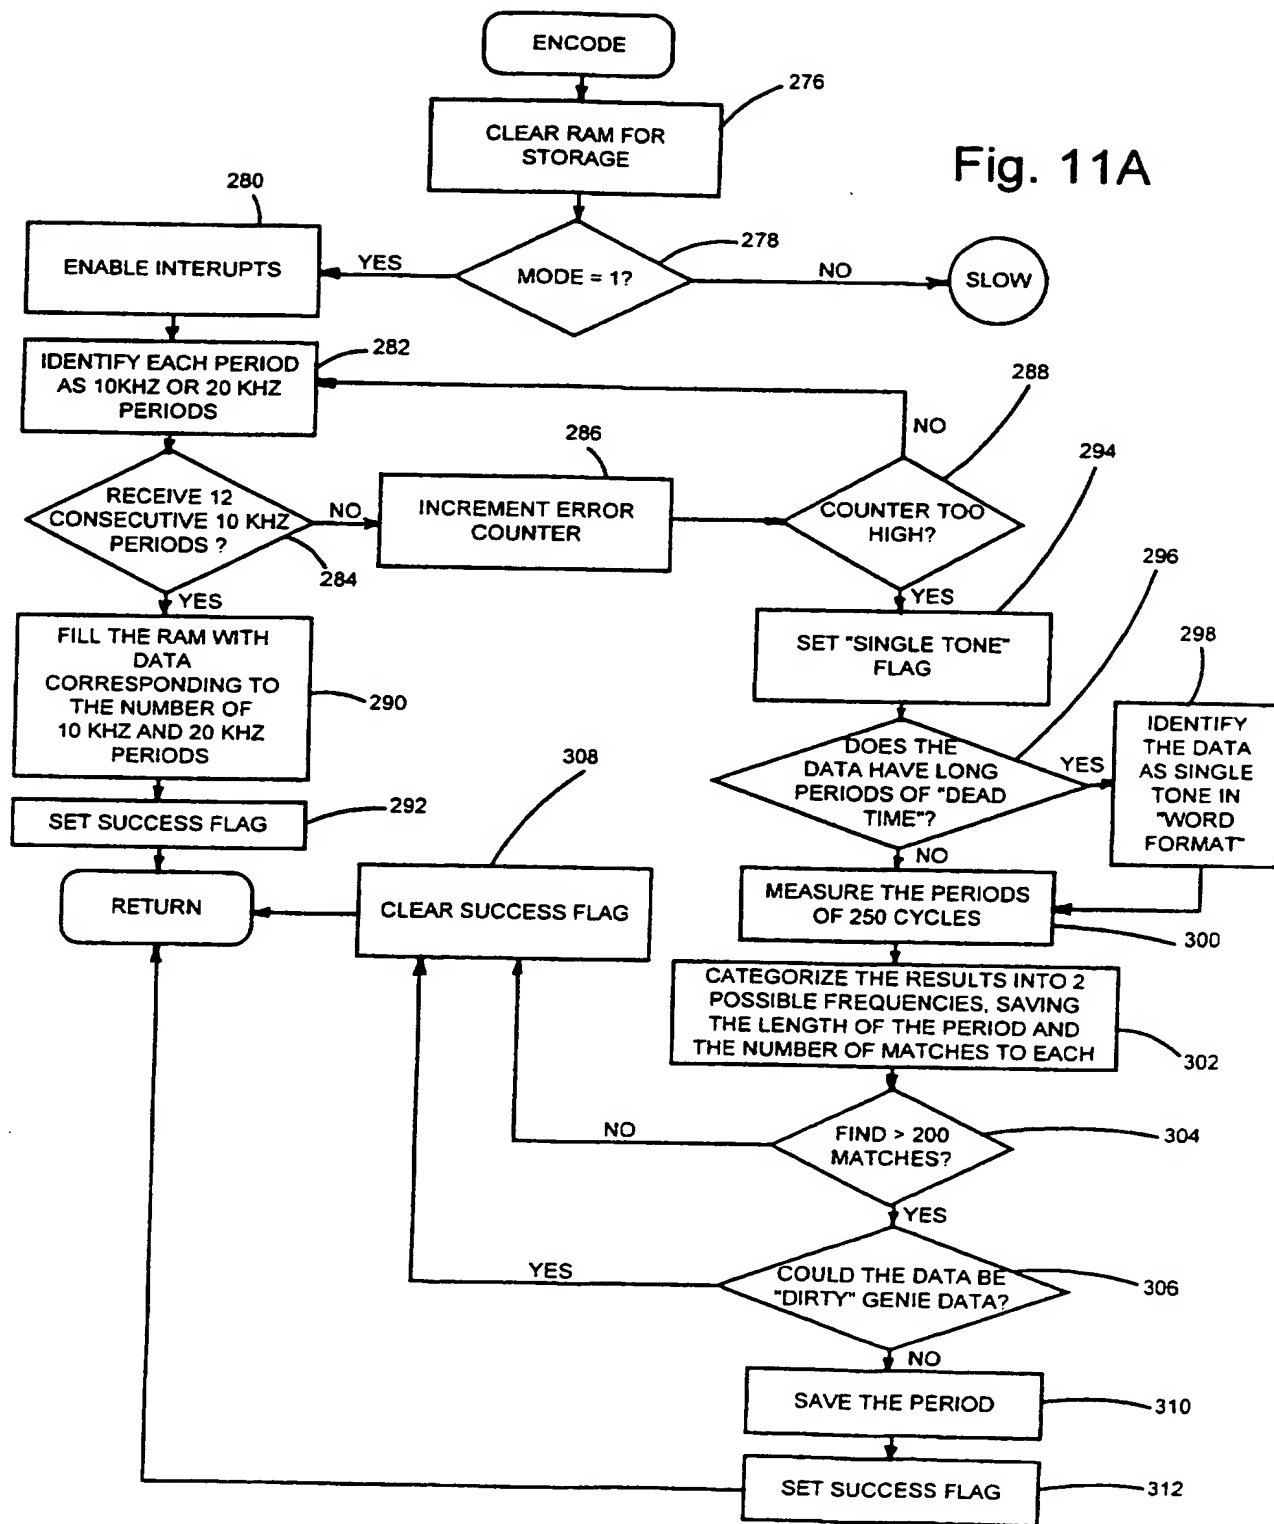 ENCODE
276
CLEAR RAM FOR
STORAGE
Fig. 11A
280
278
ENABLE INTERUPTS
YES
MODE = 1?
NO
SLOW
282
IDENTIFY EACH PERIOD
AS 10KHZ OR 20 KHZ
PERIODS
288
NO
286
294
RECEIVE 12
CONSECUTIVE 10 KHZ
PERIODS ?
NO
INCREMENT ERROR
COUNTER
COUNTER TOO
HIGH?
284
296
YES
YES
FILL THE RAM WITH
DATA
CORRESPONDING TO
THE NUMBER OF
10 KHZ AND 20 KHZ
PERIODS
290
SET "SINGLE TONE"
FLAG
298
IDENTIFY
THE DATA
AS SINGLE
TONE IN
"WORD
FORMAT"
DOES THE
DATA HAVE LONG
PERIODS OF "DEAD
TIME"?
YES
308
292
SET SUCCESS FLAG
NO
RETURN
CLEAR SUCCESS FLAG
MEASURE THE PERIODS
OF 250 CYCLES
300
CATEGORIZE THE RESULTS INTO 2
POSSIBLE FREQUENCIES, SAVING
THE LENGTH OF THE PERIOD AND
THE NUMBER OF MATCHES TO EACH
302
NO
FIND > 200
MATCHES?
304
YES
YES
COULD THE DATA BE
"DIRTY" GENIE DATA?
306
NO
SAVE THE PERIOD
310
SET SUCCESS FLAG
312